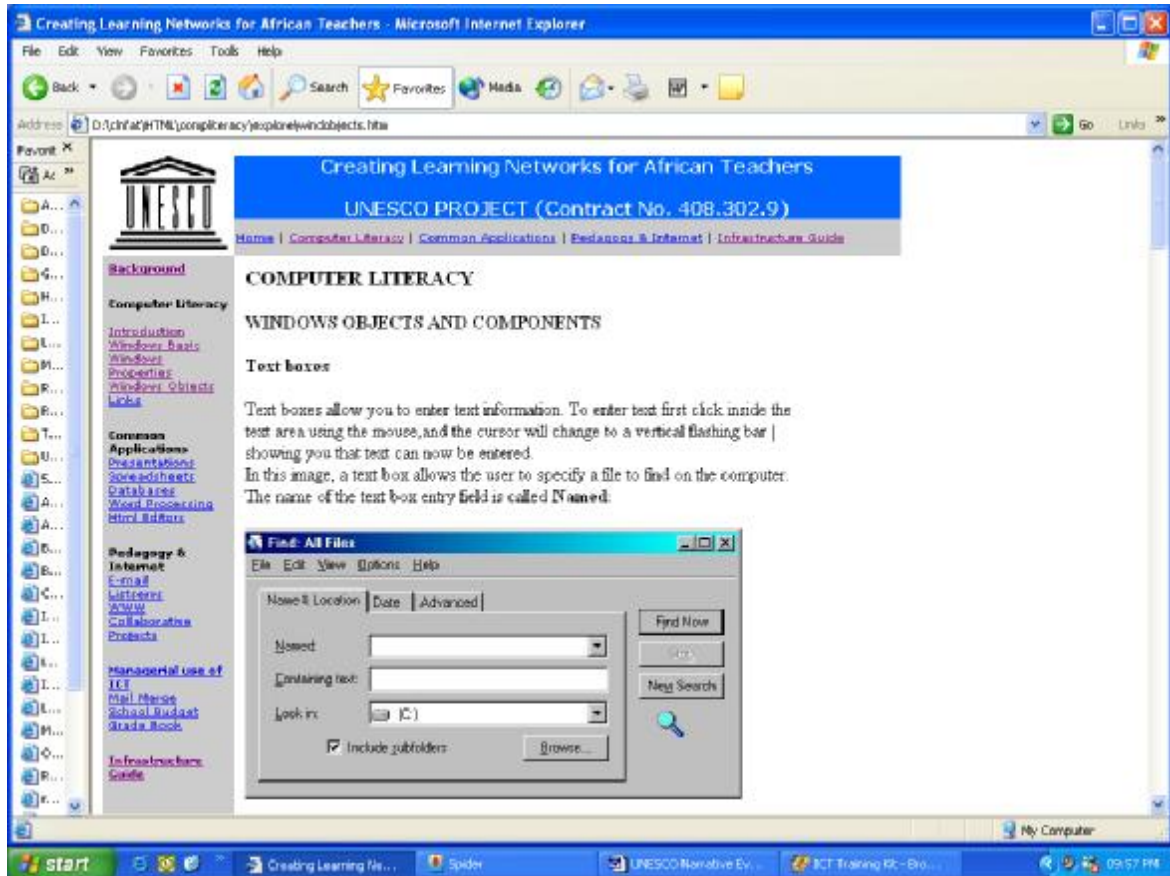 Creating Learning Networks for African Teachers - Microsoft Internet Explorer
File Edit View Favorites Tools Help
Back Search Favorites Media
Address Go Links
My Computer
UNESCO
Creating Learning Networks for African Teachers
UNESCO PROJECT (Contract No. 408.302.9)
Home | Computer Literacy | Common Applications | Pedagogy & Internet | Infrastructure Guide
Background
Computer Literacy
Introduction
Windows Basic
Windows
Properties
Windows Objects
Links
Common
Applications
Presentations
Spreadsheets
Databases
Word Processing
Html Editors
Pedagogy &
Internet
E-mail
Listservs
WWW
Collaborative
Projects
Managerial use of
ICT
Mail Merge
School Budget
Grade Book
Infrastructure
Guide
COMPUTER LITERACY
WINDOWS OBJECTS AND COMPONENTS
Text boxes
Text boxes allow you to enter text information. To enter text first click inside the
text area using the mouse,and the cursor will change to a vertical flashing bar |
showing you that text can now be entered.
In this image, a text box allows the user to specify a file to find on the computer.
The name of the text box entry field is called Named:
Find: All Files
File Edit View Options Help
Name & Location Date Advanced
Named:
Containing text:
Look in: (C:)
Include subfolders
Browse...
Find Now
Stop
New Search
start
Creating Learning Ne...
Spider
UNESCO Narrative Ev...
ICT Training Kit - Bro...
09:57 PM